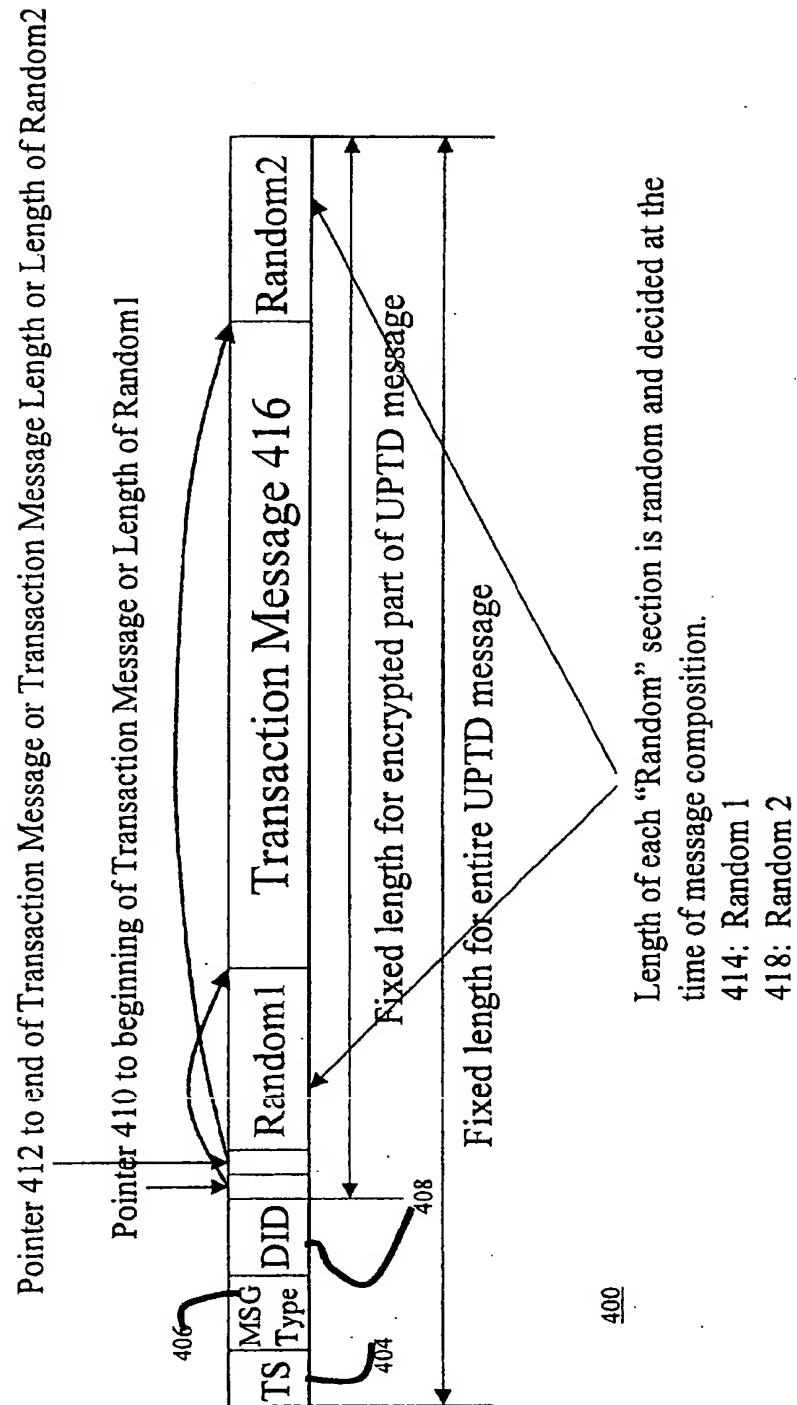 Pointer 412 to end of Transaction Message or Transaction Message Length or Length of Random2
Pointer 410 to beginning of Transaction Message or Length of Random1
406
TS
MSG
Type
DID
Random1
Transaction Message 416
Random2
404
408
Fixed length for encrypted part of UPTD message
Fixed length for entire UPTD message
Length of each “Random” section is random and decided at the
time of message composition.
414: Random 1
418: Random 2
400